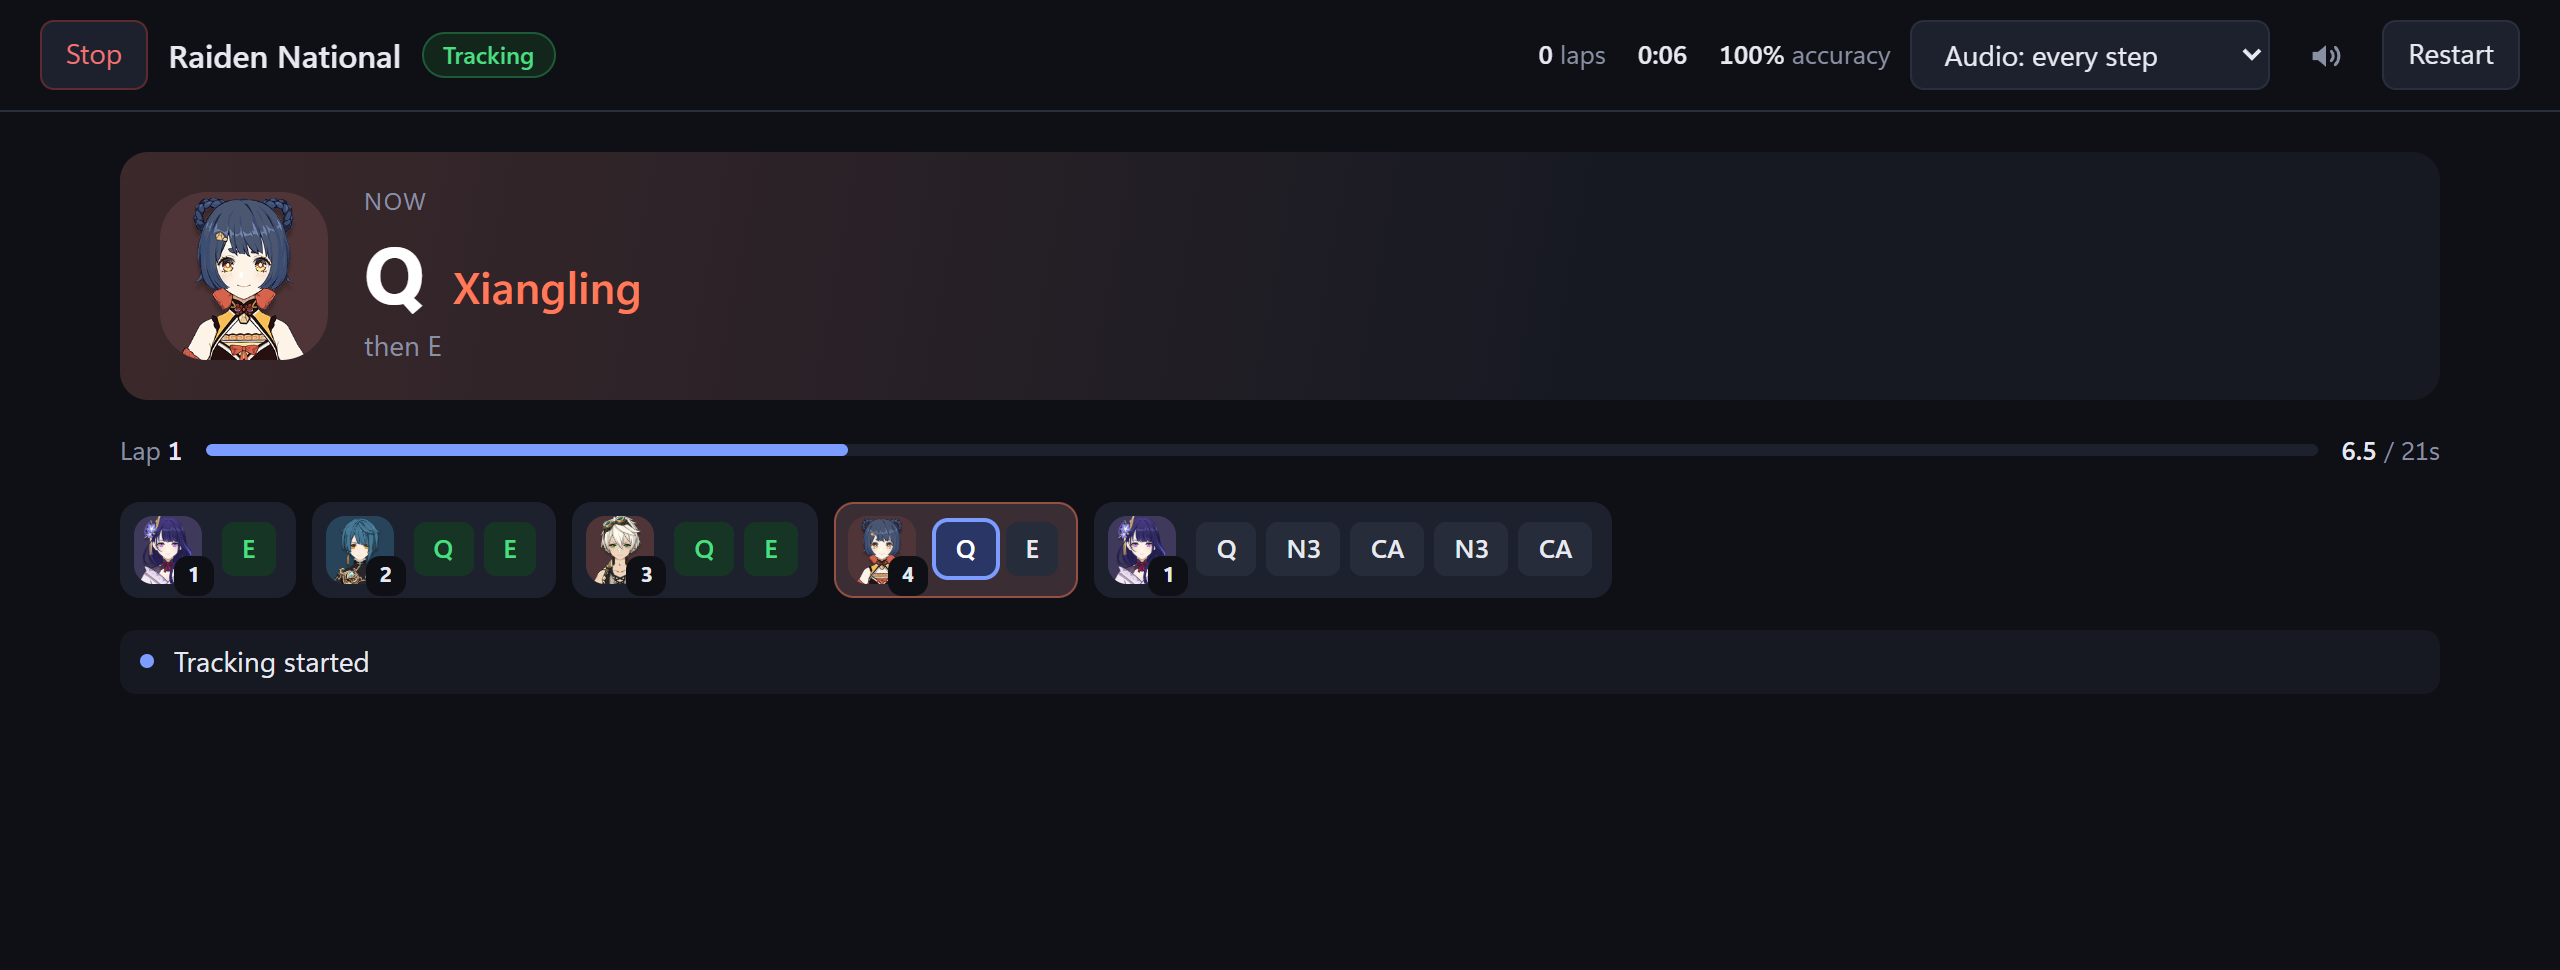 Stop Raiden National Tracking 0 laps 0:06 100% accuracy Audio: every step Restart
NOW
Q Xiangling
then E
Lap 1 6.5 / 21s
1 E 2 Q E 3 Q E 4 Q E 1 Q N3 CA N3 CA
Tracking started